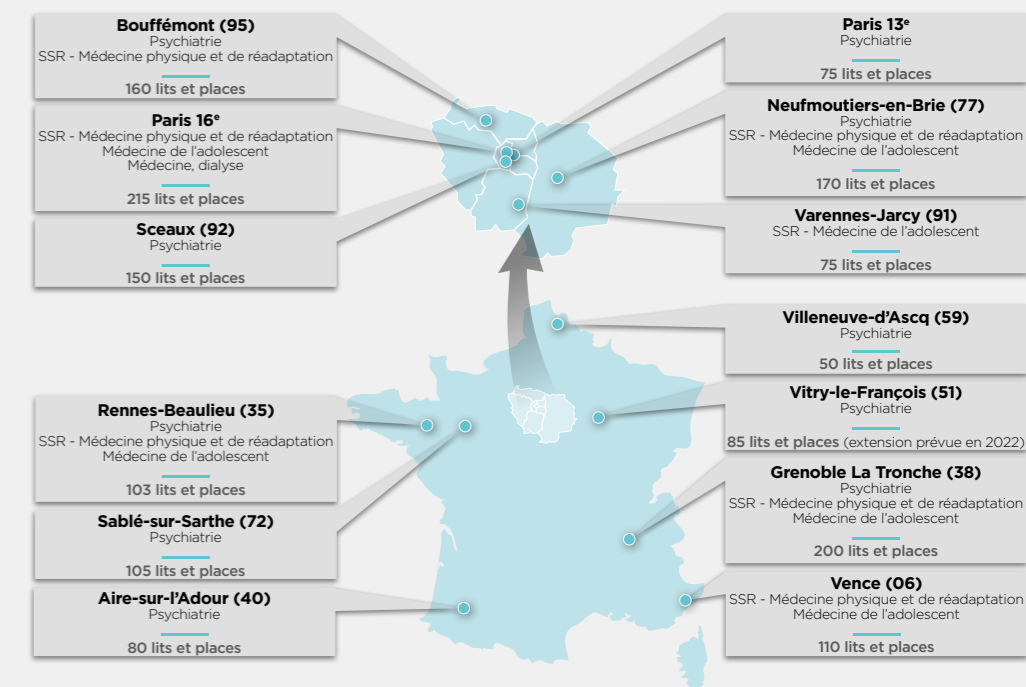 Bouffémont (95)
Psychiatrie
SSR - Médecine physique et de réadaptation
160 lits et places
Paris 16e
SSR - Médecine physique et de réadaptation
Médecine de l'adolescent
Médecine, dialyse
215 lits et places
Sceaux (92)
Psychiatrie
150 lits et places
Paris 13e
Psychiatrie
75 lits et places
Neufmoutiers-en-Brie (77)
Psychiatrie
SSR - Médecine physique et de réadaptation
Médecine de l'adolescent
170 lits et places
Varennes-Jarcy (91)
SSR - Médecine de l'adolescent
75 lits et places
Rennes-Beaulieu (35)
Psychiatrie
SSR - Médecine physique et de réadaptation
Médecine de l'adolescent
103 lits et places
Sablé-sur-Sarthe (72)
Psychiatrie
105 lits et places
Aire-sur-l'Adour (40)
Psychiatrie
80 lits et places
Villeneuve-d'Ascq (59)
Psychiatrie
50 lits et places
Vitry-le-François (51)
Psychiatrie
85 lits et places (extension prévue en 2022)
Grenoble La Tronche (38)
Psychiatrie
SSR - Médecine physique et de réadaptation
Médecine de l'adolescent
200 lits et places
Vence (06)
SSR - Médecine physique et de réadaptation
Médecine de l'adolescent
110 lits et places